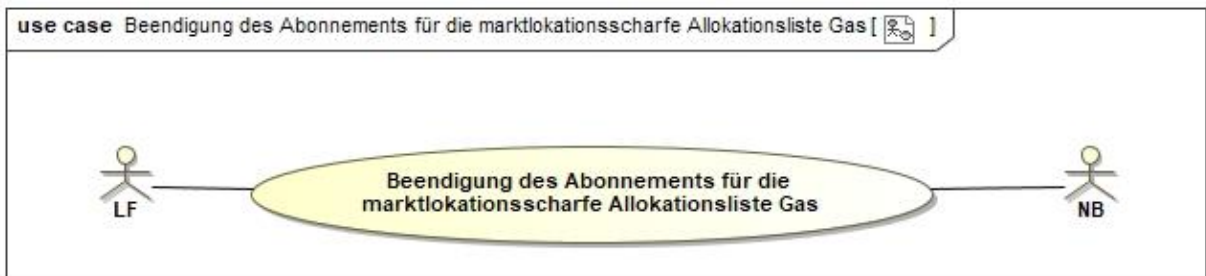 use case Beendigung des Abonnements für die marktlokationsscharfe Allokationsliste Gas [ ]
Beendigung des Abonnements für die
marktlokationsscharfe Allokationsliste Gas
LF
NB